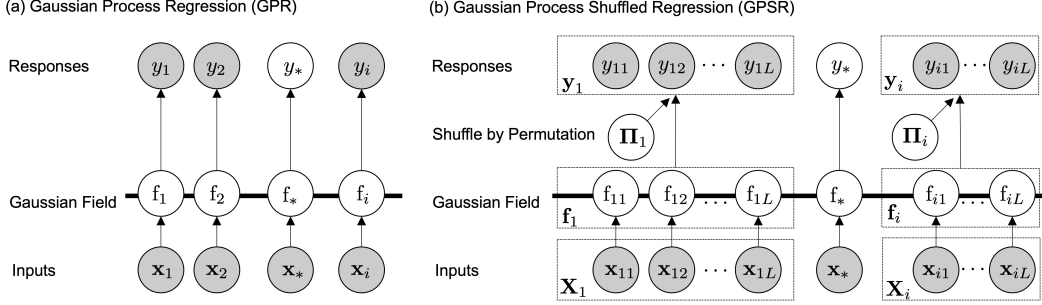 (a) Gaussian Process Regression (GPR)
Responses y₁ y₂ y* yᵢ
Gaussian Field f₁ f₂ f* fᵢ
Inputs x₁ x₂ x* xᵢ
(b) Gaussian Process Shuffled Regression (GPSR)
Responses y₁₁ y₁₂ ⋯ y₁L y* yᵢ₁ ⋯ yᵢL
y₁ yᵢ
Shuffle by Permutation Π₁ Πᵢ
Gaussian Field f₁₁ f₁₂ ⋯ f₁L f* fᵢ₁ ⋯ fᵢL
f₁ fᵢ
Inputs x₁₁ x₁₂ ⋯ x₁L x* xᵢ₁ ⋯ xᵢL
X₁ Xᵢ